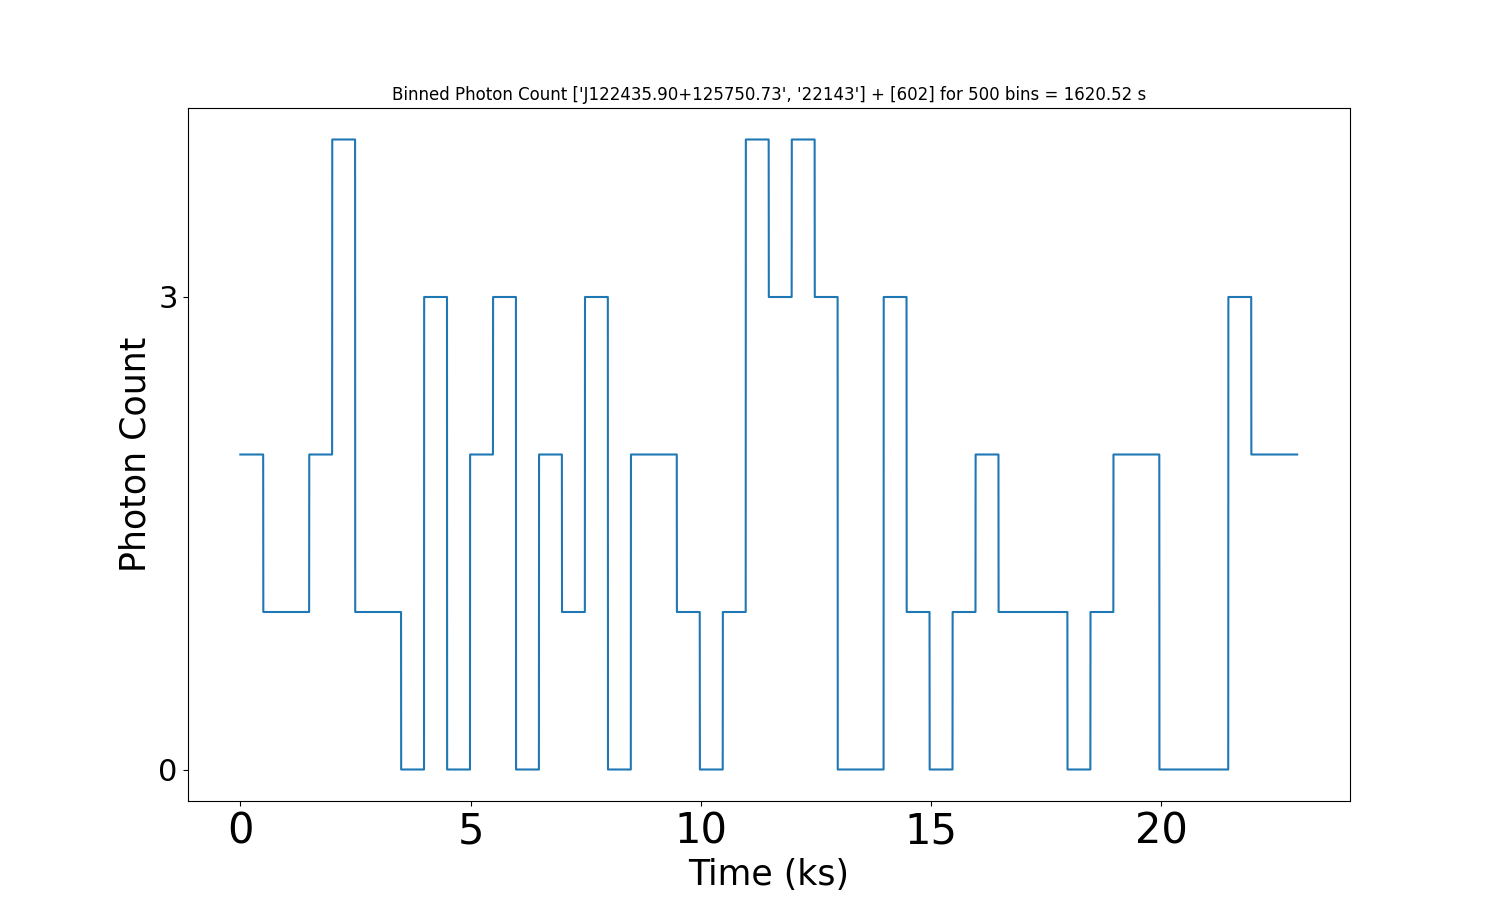 Binned Photon Count ['J122435.90+125750.73', '22143'] + [602] for 500 bins = 1620.52 s
3
Photon Count
0
0 5 10 15 20
Time (ks)